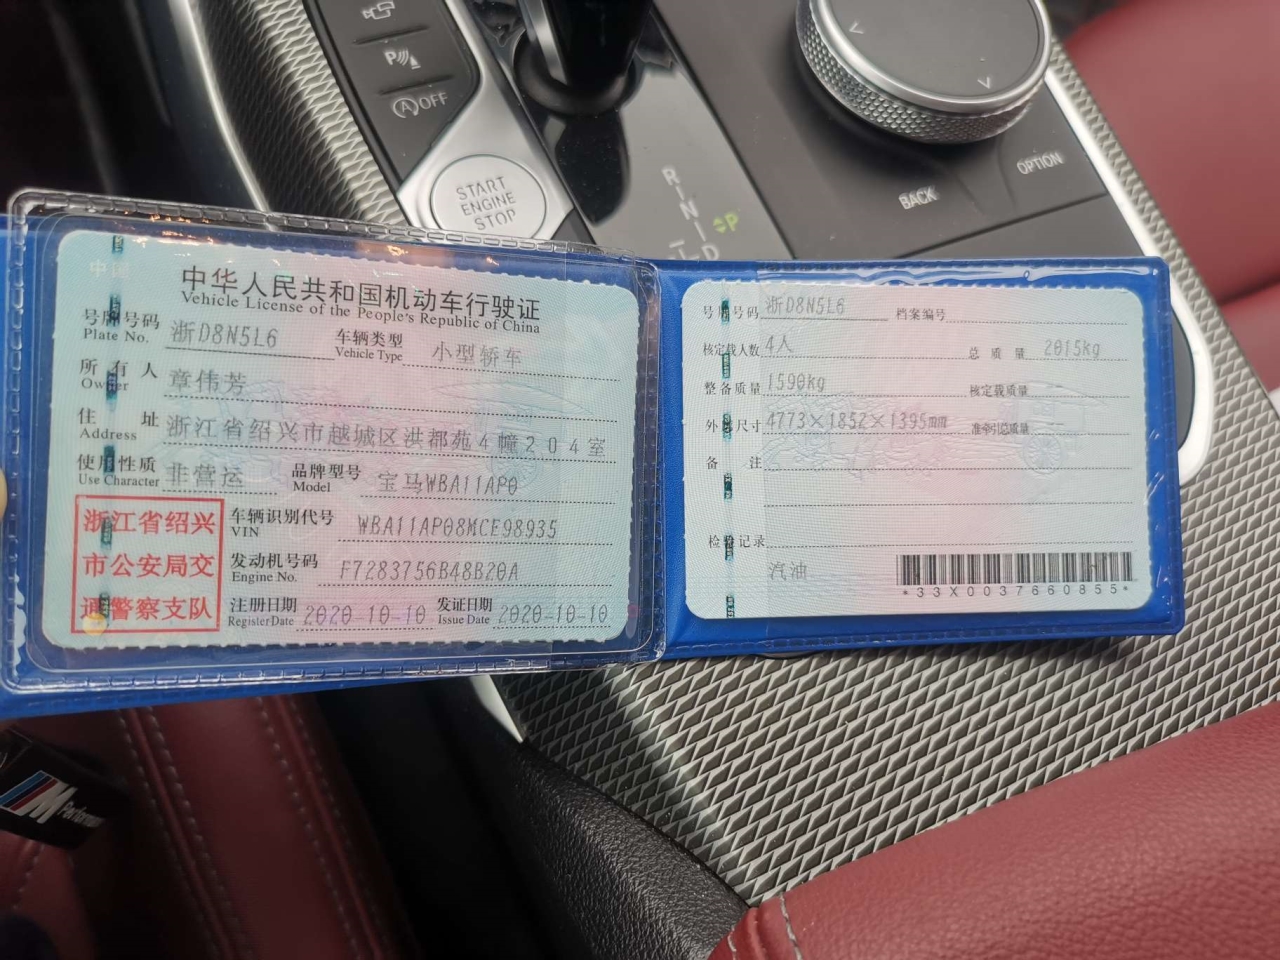 P
OFF
START
ENGINE
STOP
R
N
D
P
BACK
OPTION
中华人民共和国机动车行驶证
Vehicle License of the People's Republic of China
号牌号码 浙D8N5L6 车辆类型 小型轿车
Plate No. Vehicle Type
所有人 章伟芳
Owner
住址 浙江省绍兴市越城区洪都苑4幢204室
Address
使用性质 非营运 品牌型号 宝马WBA11AP0
Use Character Model
浙江省绍兴
市公安局交
通警察支队
车辆识别代号 WBA11AP08MCE98935
VIN
发动机号码 F7283756B48B20A
Engine No.
注册日期 2020-10-10 发证日期 2020-10-10
Register Date Issue Date
号牌号码 浙D8N5L6 档案编号
核定载人数 4人 总质量 2015kg
整备质量 1590kg 核定载质量 --
外廓尺寸 4773×1852×1395mm 准牵引总质量 --
备注
检验记录
汽油
*33X0037660855*
M Performance